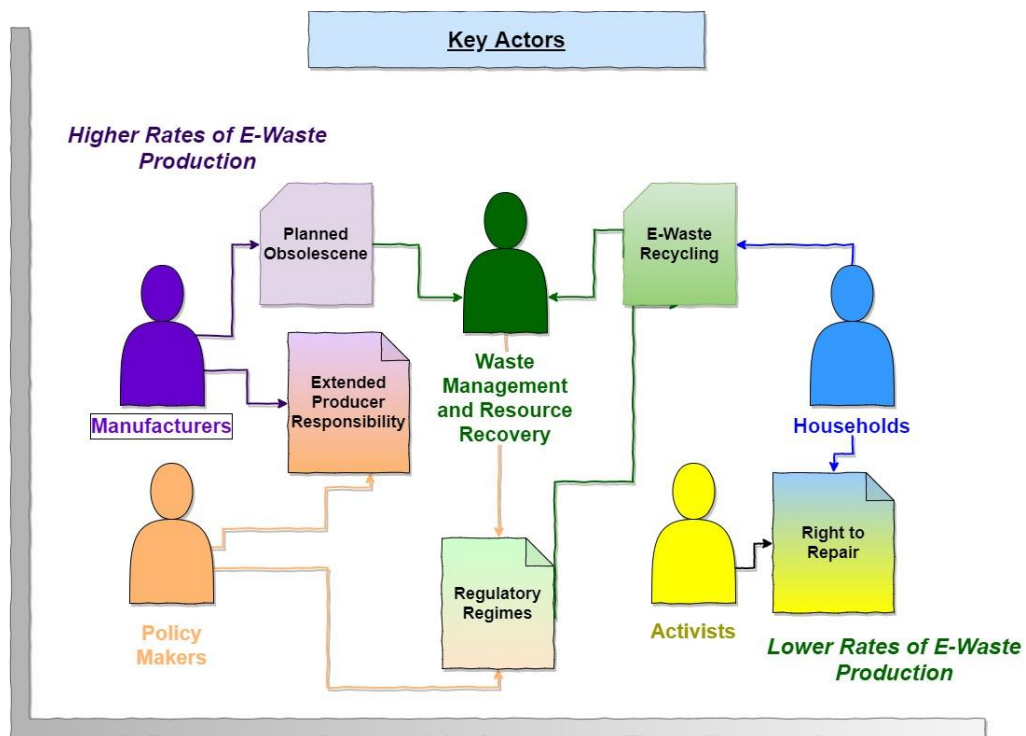 Key Actors
Higher Rates of E-Waste
Production
Planned
Obsolescene
E-Waste
Recycling
Extended
Producer
Responsibility
Waste
Management
and Resource
Recovery
Manufacturers
Households
Right to
Repair
Regulatory
Regimes
Policy
Makers
Activists
Lower Rates of E-Waste
Production